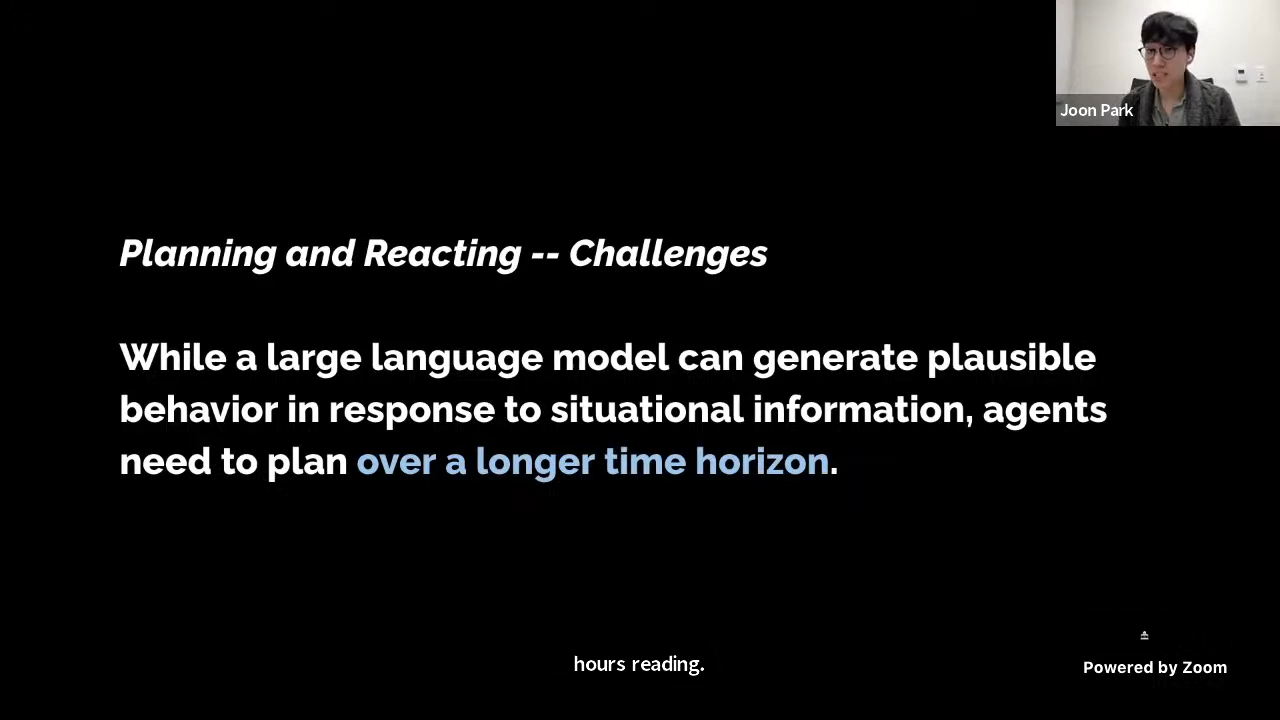 Joon Park
Planning and Reacting -- Challenges
While a large language model can generate plausible
behavior in response to situational information, agents
need to plan over a longer time horizon.
hours reading.
Powered by Zoom